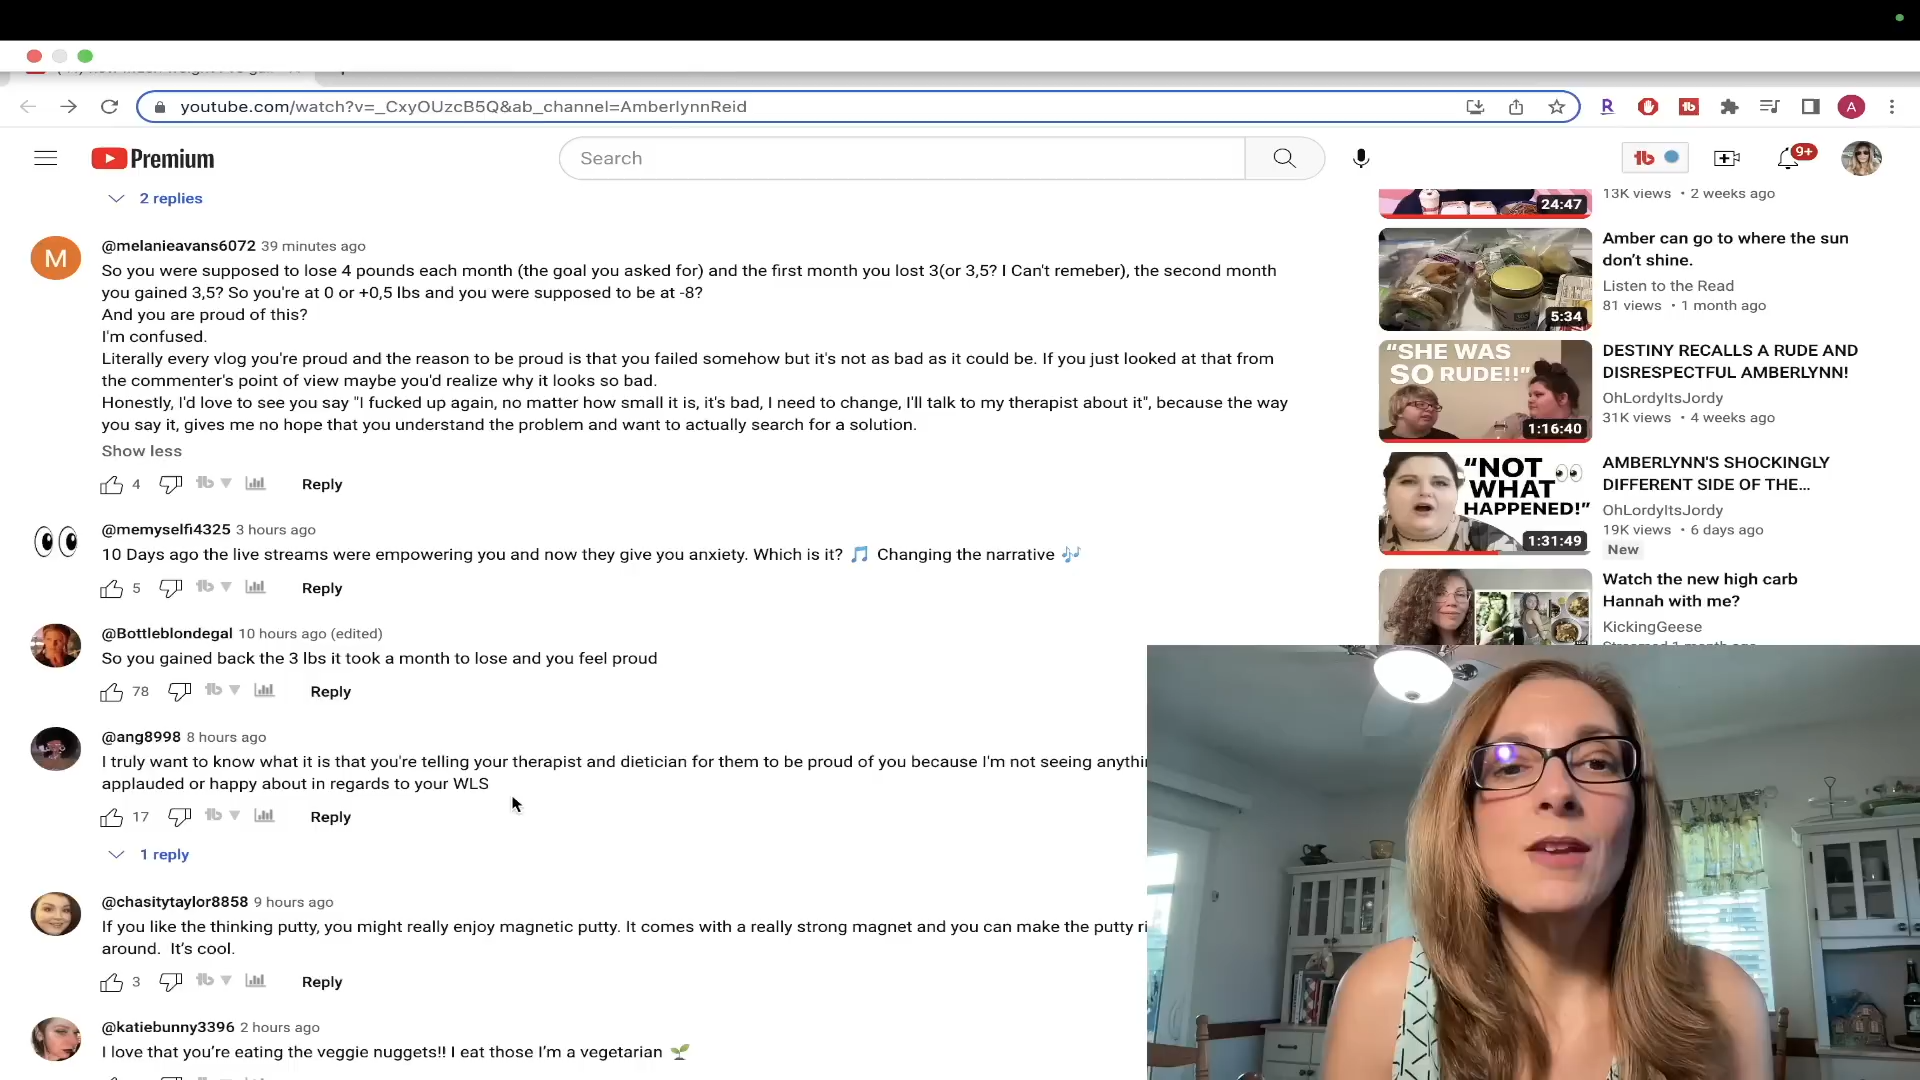 youtube.com/watch?v=_CxyOUzcB5Q&ab_channel=AmberlynnReid
A
Premium
Search
9+
2 replies
M
@melanieavans6072 39 minutes ago
So you were supposed to lose 4 pounds each month (the goal you asked for) and the first month you lost 3(or 3,5? I Can't remeber), the second month
you gained 3,5? So you're at 0 or +0,5 lbs and you were supposed to be at -8?
And you are proud of this?
I'm confused.
Literally every vlog you're proud and the reason to be proud is that you failed somehow but it's not as bad as it could be. If you just looked at that from
the commenter's point of view maybe you'd realize why it looks so bad.
Honestly, I'd love to see you say "I fucked up again, no matter how small it is, it's bad, I need to change, I'll talk to my therapist about it", because the way
you say it, gives me no hope that you understand the problem and want to actually search for a solution.
Show less
4 Reply
@memyselfi4325 3 hours ago
10 Days ago the live streams were empowering you and now they give you anxiety. Which is it? 🎵 Changing the narrative 🎶
5 Reply
@Bottleblondegal 10 hours ago (edited)
So you gained back the 3 lbs it took a month to lose and you feel proud
78 Reply
@ang8998 8 hours ago
I truly want to know what it is that you're telling your therapist and dietician for them to be proud of you because I'm not seeing
applauded or happy about in regards to your WLS
17 Reply
1 reply
@chasitytaylor8858 9 hours ago
If you like the thinking putty, you might really enjoy magnetic putty. It comes with a really strong magnet and you can make the putty
around. It's cool.
3 Reply
@katiebunny3396 2 hours ago
I love that you're eating the veggie nuggets!! I eat those I'm a vegetarian 🌱
24:47
13K views • 2 weeks ago
5:34
Amber can go to where the sun
don't shine.
Listen to the Read
81 views • 1 month ago
"SHE WAS
SO RUDE!!"
1:16:40
DESTINY RECALLS A RUDE AND
DISRESPECTFUL AMBERLYNN!
OhLordyItsJordy
31K views • 4 weeks ago
"NOT
WHAT
HAPPENED!"
1:31:49
AMBERLYNN'S SHOCKINGLY
DIFFERENT SIDE OF THE...
OhLordyItsJordy
19K views • 6 days ago
New
Watch the new high carb
Hannah with me?
KickingGeese